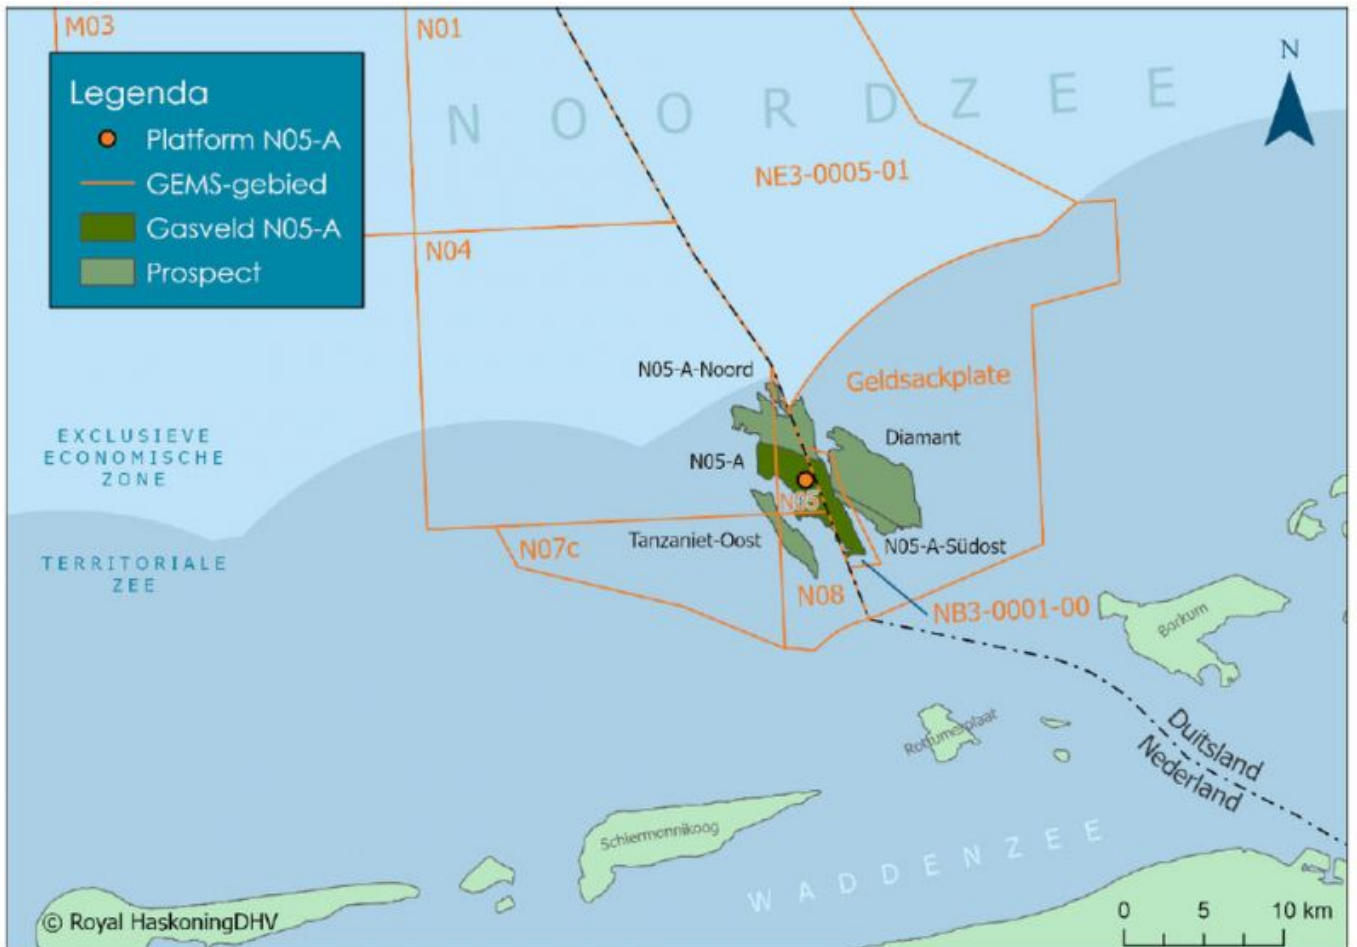 M03
N01
Legenda
Platform N05-A
GEMS-gebied
Gasveld N05-A
Prospect
N
NOORDZEE
NE3-0005-01
N04
N05-A-Noord
Geldsackplate
EXCLUSIEVE
ECONOMISCHE
ZONE
Diamant
N05-A
N05
TERRITORIALE
ZEE
N07c
Tanzaniet-Oost
N05-A-Südost
N08
NB3-0001-00
Borkum
Rottumerplaat
Duitsland
Nederland
Schiermonnikoog
WADDENZEE
© Royal HaskoningDHV
0 5 10 km